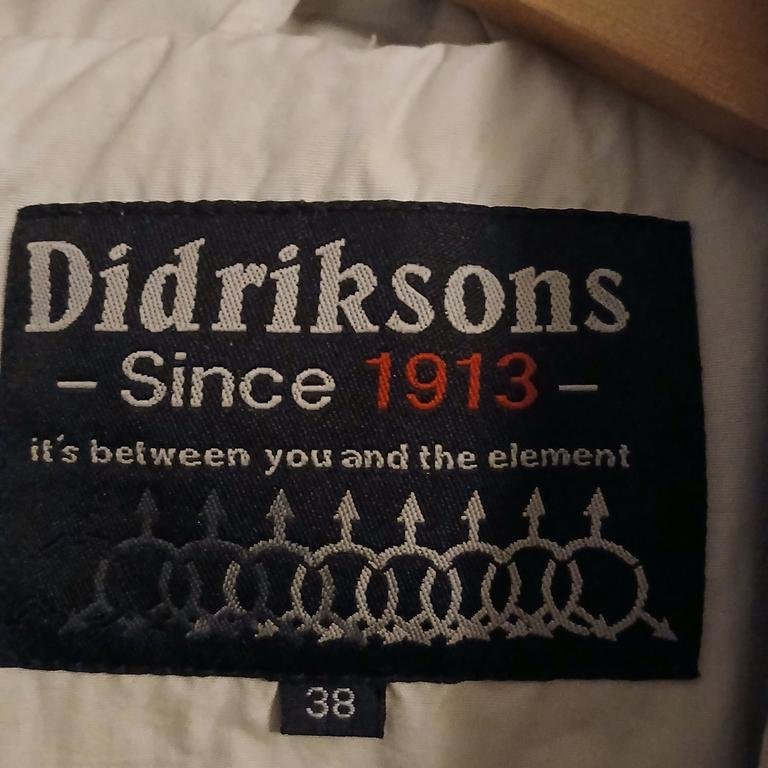 Didriksons
- Since 1913 -
it's between you and the element
38